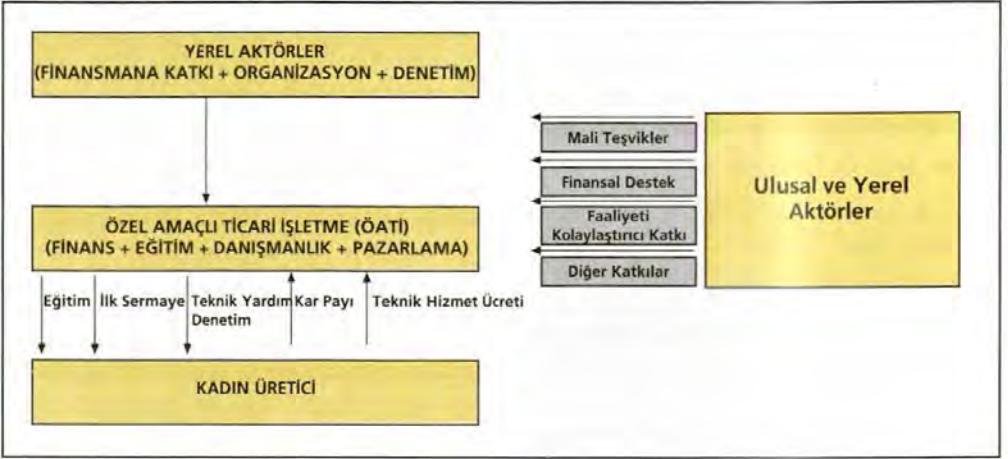 YEREL AKTÖRLER
(FİNANSMANA KATKI + ORGANİZASYON + DENETİM)
Mali Teşvikler
Finansal Destek
Faaliyeti
Kolaylaştırıcı Katkı
Diğer Katkılar
Ulusal ve Yerel
Aktörler
ÖZEL AMAÇLI TİCARİ İŞLETME (ÖATİ)
(FİNANS + EĞİTİM + DANIŞMANLIK + PAZARLAMA)
Eğitim
İlk Sermaye
Teknik Yardım
Denetim
Kar Payı
Teknik Hizmet Ücreti
KADIN ÜRETİCİ